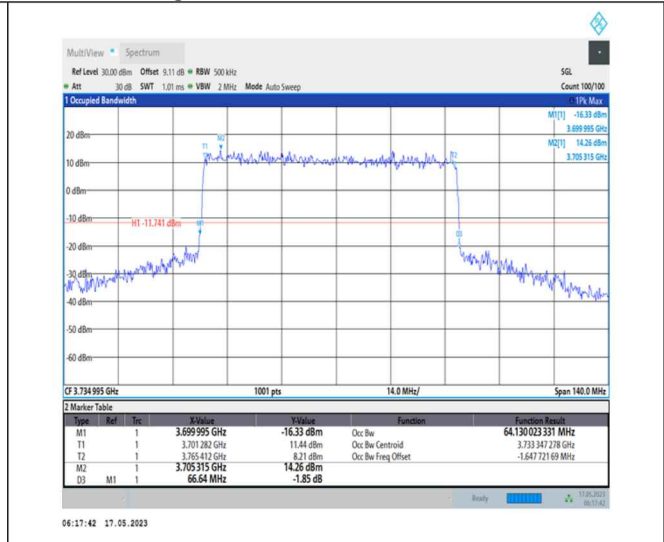 MultiView Spectrum
Ref Level 30.00 dBm Offset 9.11 dB RBW 500 kHz SGL
Att 30 dB SWT 1.01 ms VBW 2 MHz Mode Auto Sweep Count 100/100
1 Occupied Bandwidth 1Pk Max
M1[1] -16.33 dBm
3.699 995 GHz
M2[1] 14.26 dBm
3.705 315 GHz
20 dBm
T1 M2 T2
10 dBm
0 dBm
-10 dBm
H1 -11.741 dBm M1
D3
-20 dBm
-30 dBm
-40 dBm
-50 dBm
-60 dBm
CF 3.734 995 GHz 1001 pts 14.0 MHz/ Span 140.0 MHz
2 Marker Table
Type Ref Trc X-Value Y-Value Function Function Result
M1 1 3.699 995 GHz -16.33 dBm Occ Bw 64.130 023 331 MHz
T1 1 3.701 282 GHz 11.44 dBm Occ Bw Centroid 3.733 347 278 GHz
T2 1 3.765 412 GHz 8.21 dBm Occ Bw Freq Offset -1.647 721 69 MHz
M2 1 3.705 315 GHz 14.26 dBm
D3 M1 1 66.64 MHz -1.85 dB
Ready 17.05.2023
06:17:42
06:17:42 17.05.2023